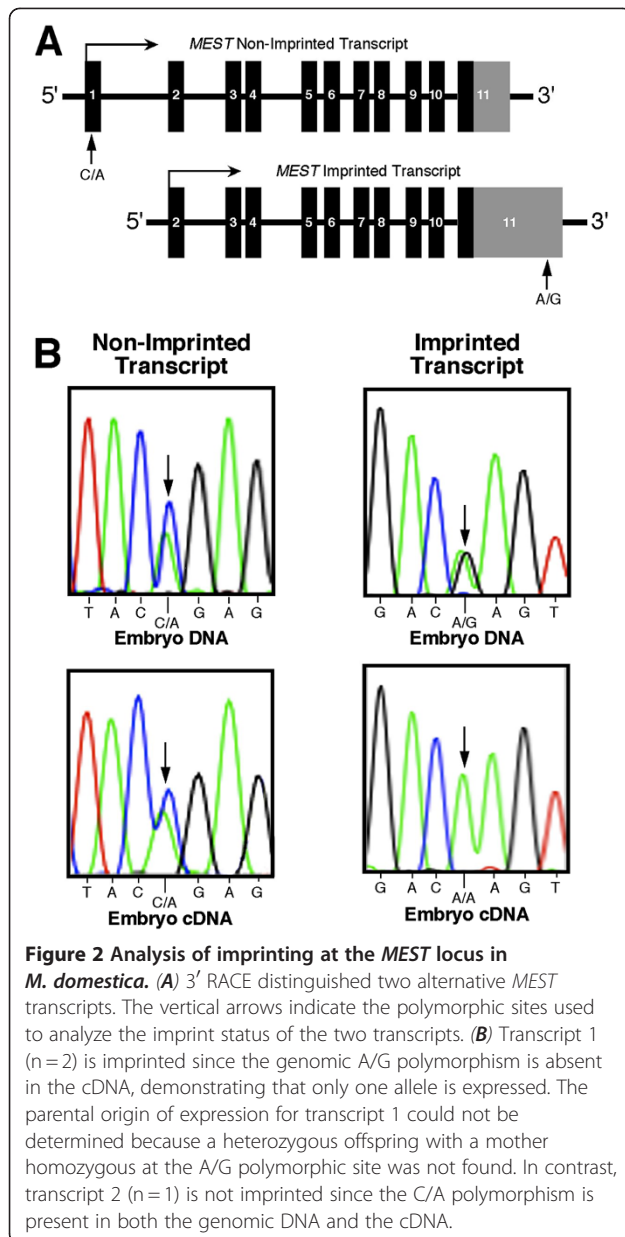 A
MEST Non-Imprinted Transcript
5' 1 2 3 4 5 6 7 8 9 10 11 3'
C/A
MEST Imprinted Transcript
5' 2 3 4 5 6 7 8 9 10 11 3'
A/G
B
Non-Imprinted Transcript
Imprinted Transcript
T A C C/A G A G
Embryo DNA
G A C A/G A G T
Embryo DNA
T A C C/A G A G
Embryo cDNA
G A C A/A A G T
Embryo cDNA
Figure 2 Analysis of imprinting at the MEST locus in
M. domestica. (A) 3′ RACE distinguished two alternative MEST
transcripts. The vertical arrows indicate the polymorphic sites used
to analyze the imprint status of the two transcripts. (B) Transcript 1
(n = 2) is imprinted since the genomic A/G polymorphism is absent
in the cDNA, demonstrating that only one allele is expressed. The
parental origin of expression for transcript 1 could not be
determined because a heterozygous offspring with a mother
homozygous at the A/G polymorphic site was not found. In contrast,
transcript 2 (n = 1) is not imprinted since the C/A polymorphism is
present in both the genomic DNA and the cDNA.